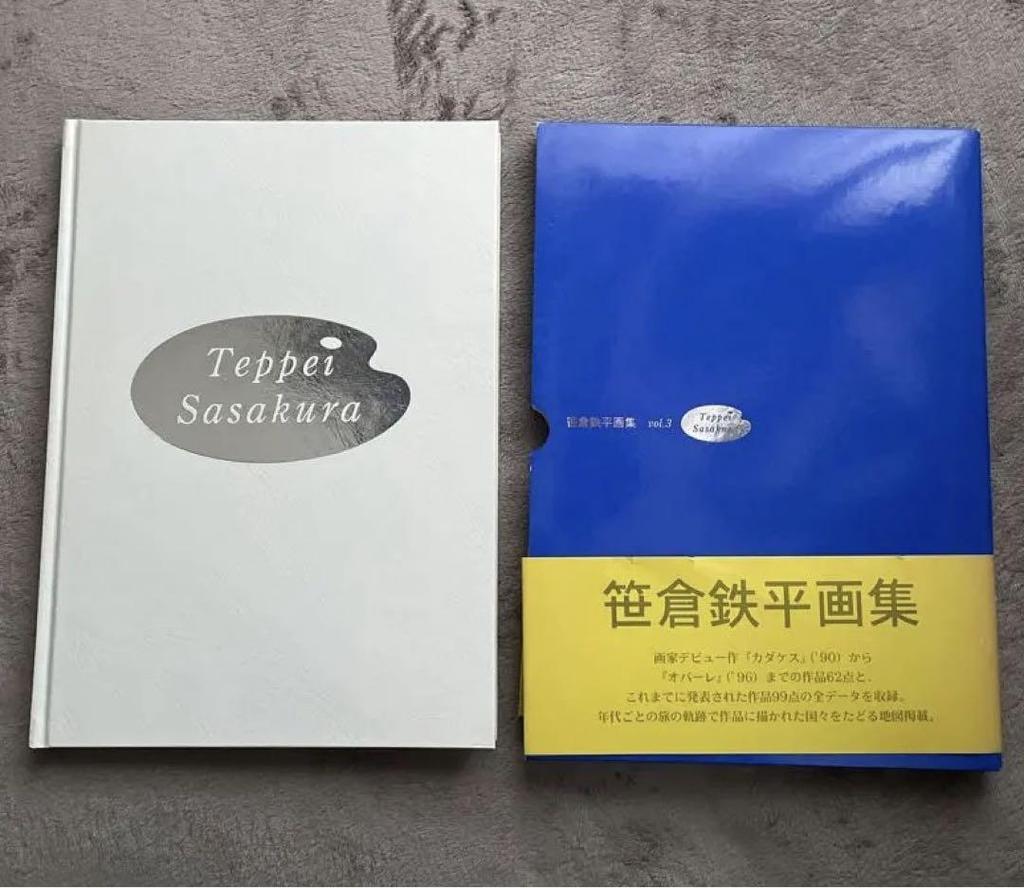 Teppei
Sasakura
笹倉鉄平画集 vol.3
Teppei
Sasakura
笹倉鉄平画集
画家デビュー作『カダケス』('90) から
『オバーレ』('96) までの作品62点と、
これまでに発表された作品99点の全データを収録。
年代ごとの旅の軌跡で作品に描かれた国々をたどる地図掲載。